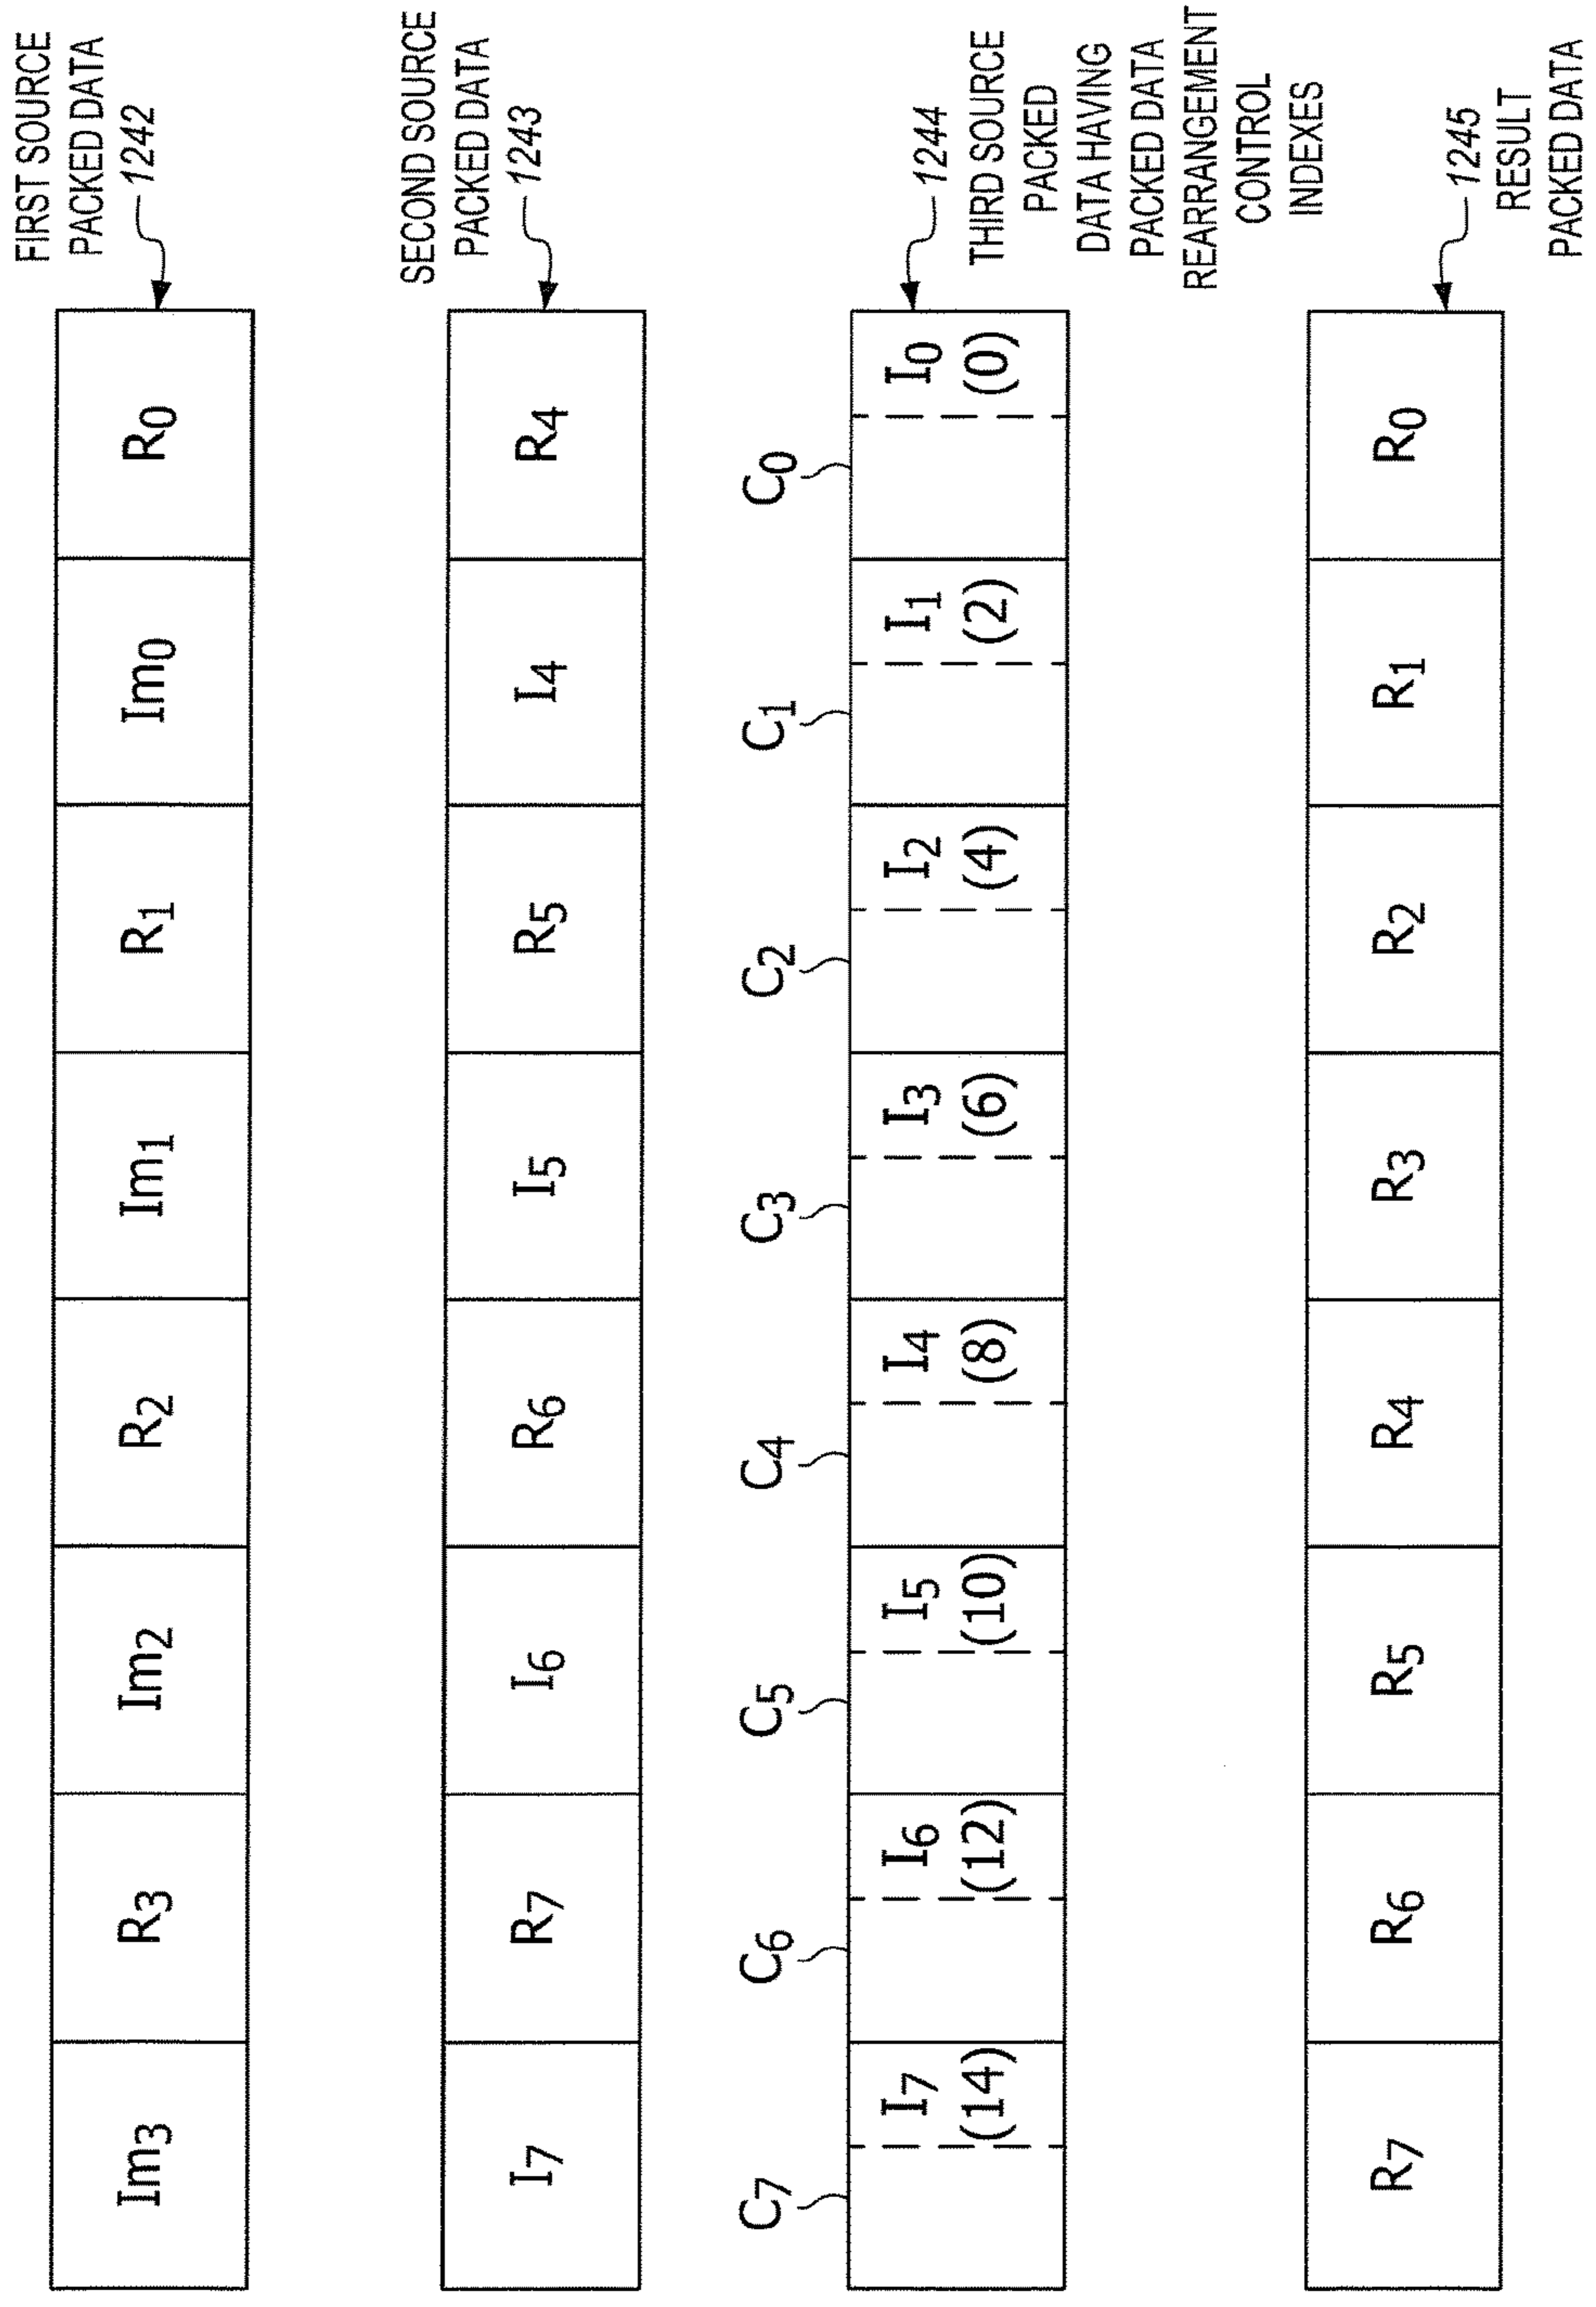 FIRST SOURCE
PACKED DATA
1242
Im3 R3 Im2 R2 Im1 R1 Im0 R0
SECOND SOURCE
PACKED DATA
1243
I7 R7 I6 R6 I5 R5 I4 R4
C7 C6 C5 C4 C3 C2 C1 C0
1244
I7 I6 I5 I4 I3 I2 I1 I0
(14) (12) (10) (8) (6) (4) (2) (0)
THIRD SOURCE
PACKED
DATA HAVING
PACKED DATA
REARRANGEMENT
CONTROL
INDEXES
R7 R6 R5 R4 R3 R2 R1 R0
1245
RESULT
PACKED DATA